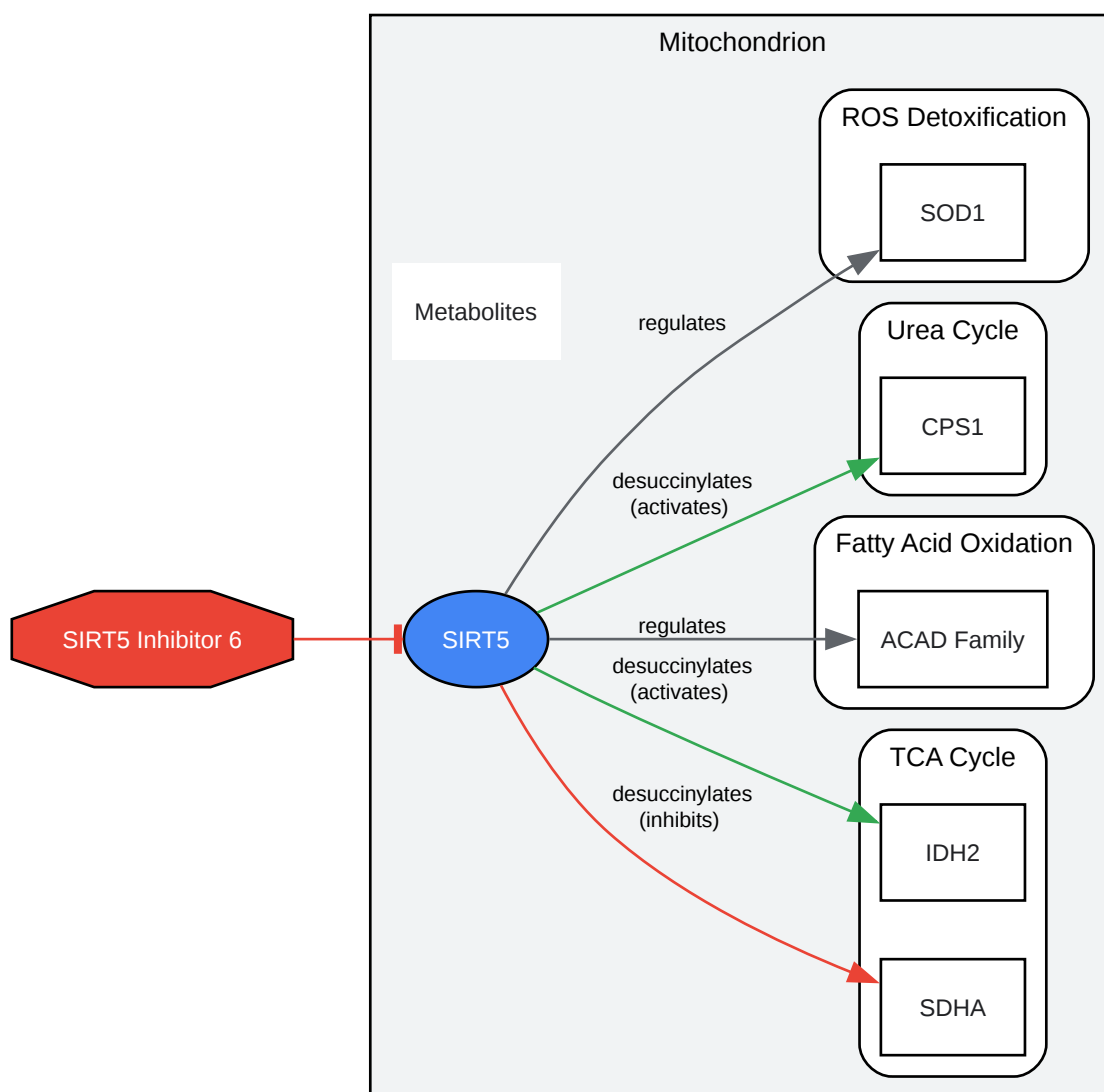 Mitochondrion
ROS Detoxification
SOD1
Metabolites
regulates
Urea Cycle
CPS1
desuccinylates
(activates)
Fatty Acid Oxidation
SIRT5 Inhibitor 6
SIRT5
regulates
ACAD Family
desuccinylates
(activates)
TCA Cycle
desuccinylates
(inhibits)
IDH2
SDHA